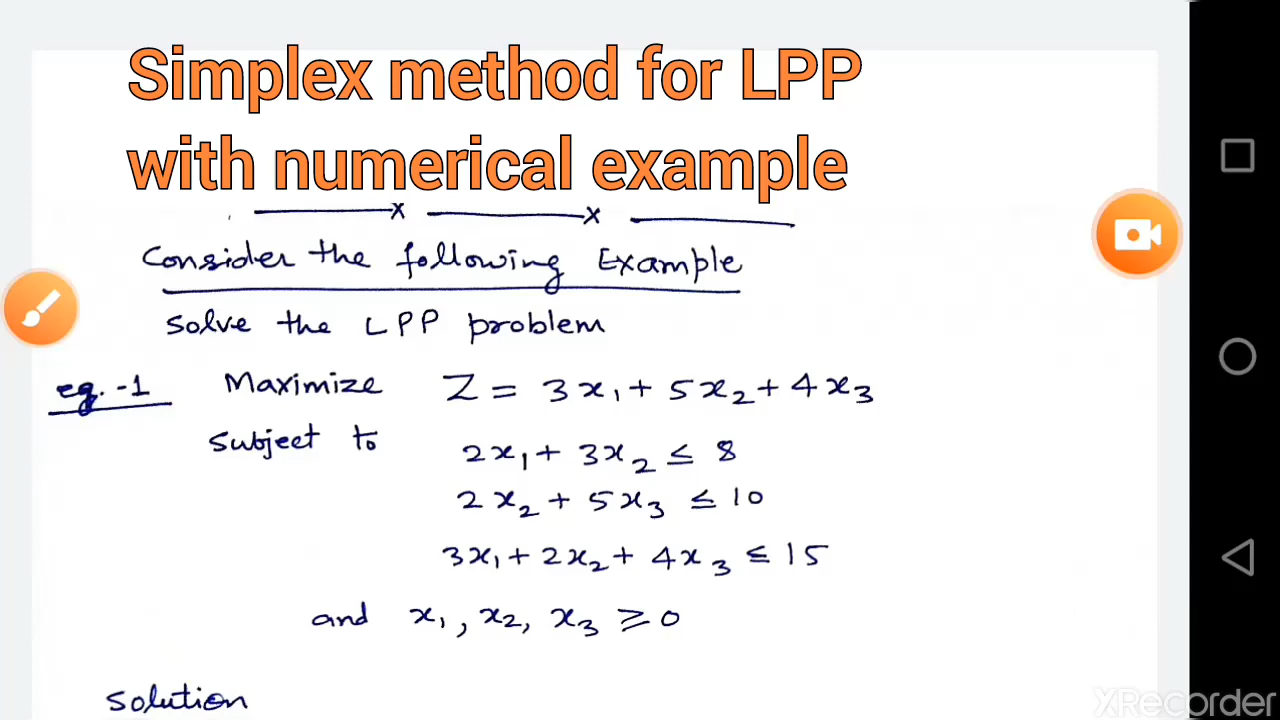 Simplex method for LPP
with numerical example
Consider the following Example
Solve the LPP problem
eg.-1 Maximize Z = 3x₁ + 5x₂ + 4x₃
Subject to 2x₁ + 3x₂ ≤ 8
2x₂ + 5x₃ ≤ 10
3x₁ + 2x₂ + 4x₃ ≤ 15
and x₁, x₂, x₃ ≥ 0
Solution
XRecorder